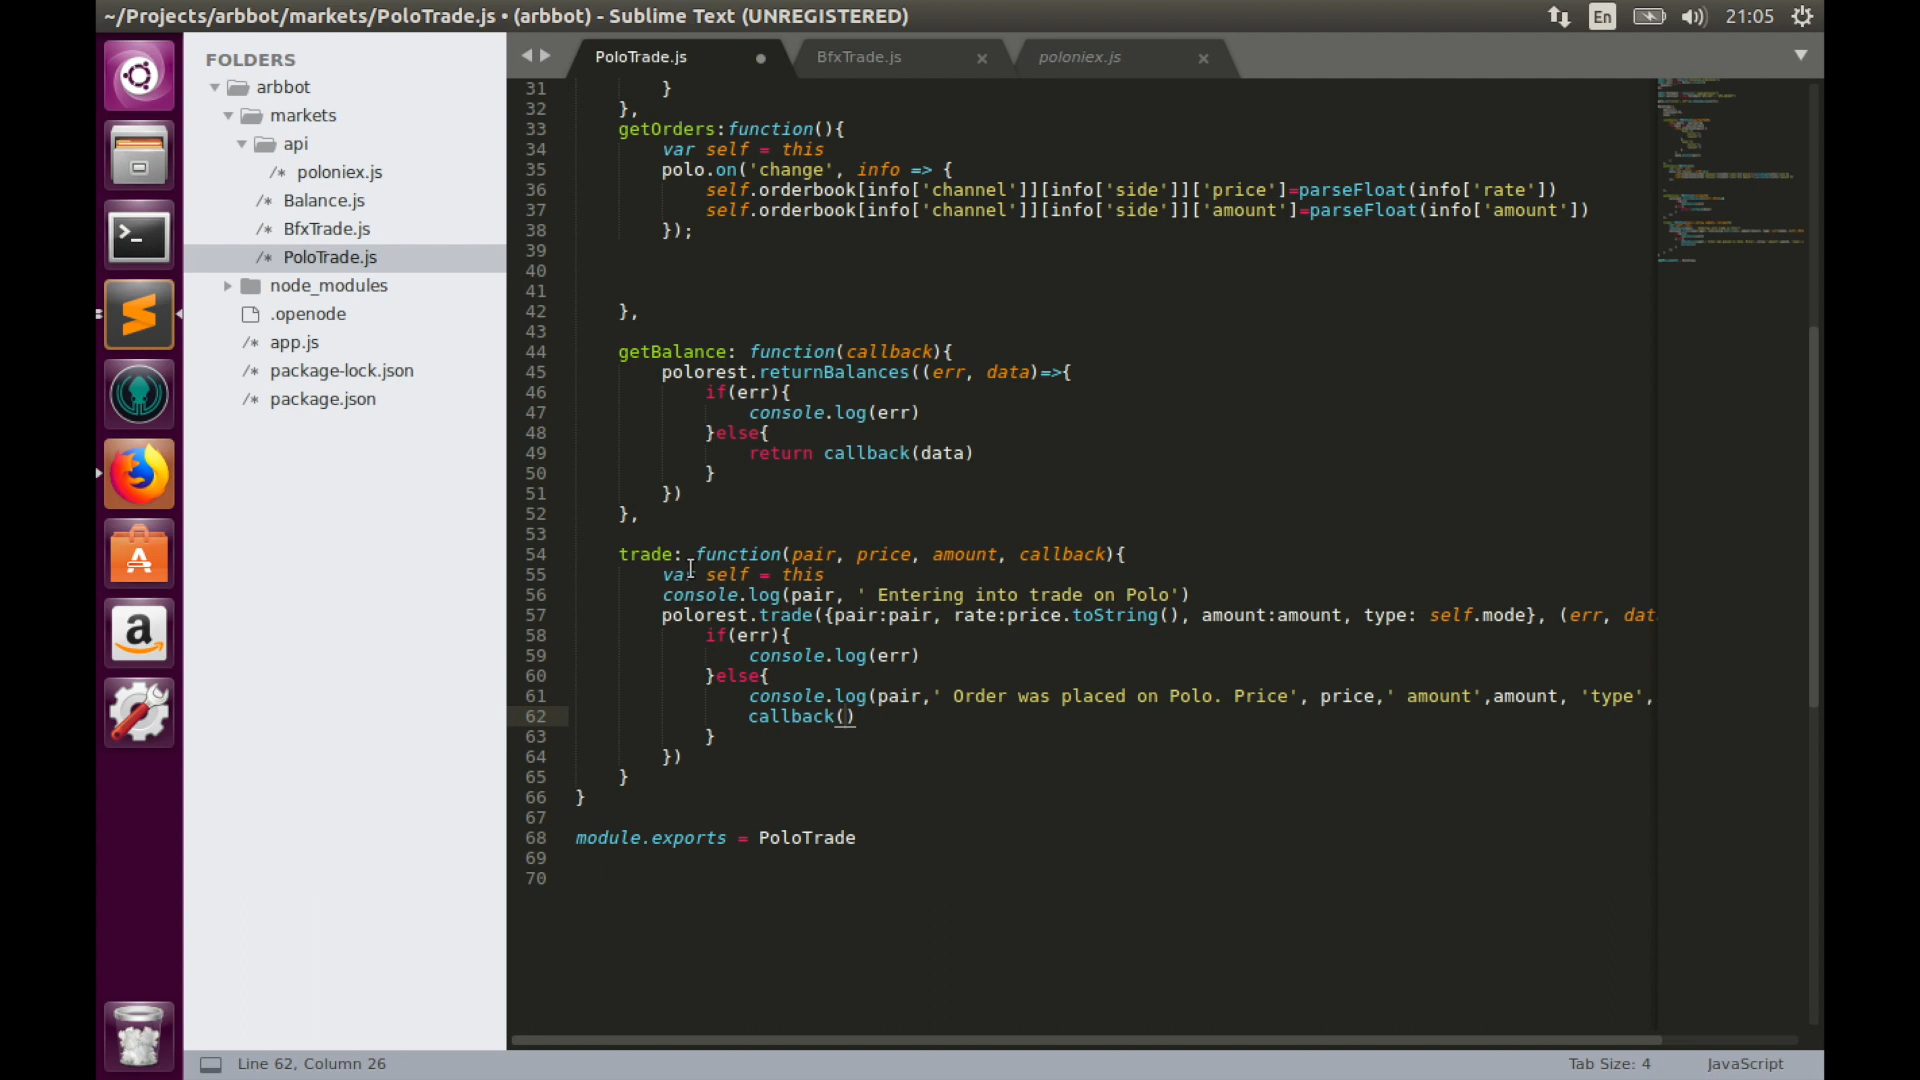 ~/Projects/arbbot/markets/PoloTrade.js • (arbbot) - Sublime Text (UNREGISTERED)
En
21:05
FOLDERS
arbbot
markets
api
/* poloniex.js
/* Balance.js
/* BfxTrade.js
/* PoloTrade.js
node_modules
.openode
/* app.js
/* package-lock.json
/* package.json
PoloTrade.js
BfxTrade.js
poloniex.js
31 }
32 },
33 getOrders:function(){
34 var self = this
35 polo.on('change', info => {
36 self.orderbook[info['channel']][info['side']]['price']=parseFloat(info['rate'])
37 self.orderbook[info['channel']][info['side']]['amount']=parseFloat(info['amount'])
38 });
39
40
41
42 },
43
44 getBalance: function(callback){
45 polorest.returnBalances((err, data)=>{
46 if(err){
47 console.log(err)
48 }else{
49 return callback(data)
50 }
51 })
52 },
53
54 trade: function(pair, price, amount, callback){
55 var self = this
56 console.log(pair, ' Entering into trade on Polo')
57 polorest.trade({pair:pair, rate:price.toString(), amount:amount, type: self.mode}, (err, dat
58 if(err){
59 console.log(err)
60 }else{
61 console.log(pair,' Order was placed on Polo. Price', price,' amount',amount, 'type',
62 callback()
63 }
64 })
65 }
66 }
67
68 module.exports = PoloTrade
69
70
Line 62, Column 26
Tab Size: 4
JavaScript